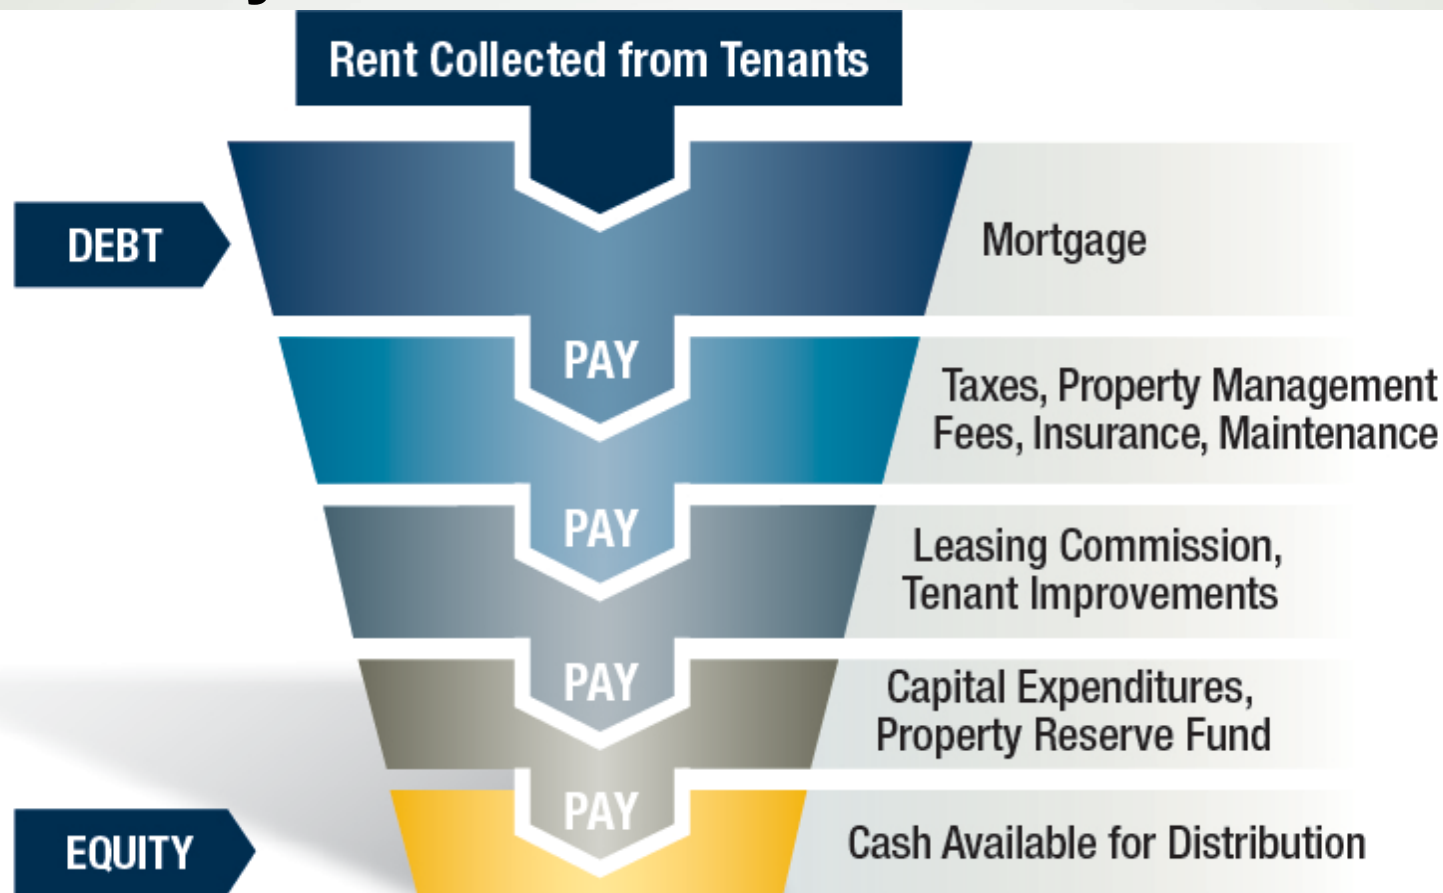 Rent Collected from Tenants
DEBT
Mortgage
PAY
Taxes, Property Management
Fees, Insurance, Maintenance
PAY
Leasing Commission,
Tenant Improvements
PAY
Capital Expenditures,
Property Reserve Fund
PAY
EQUITY
Cash Available for Distribution